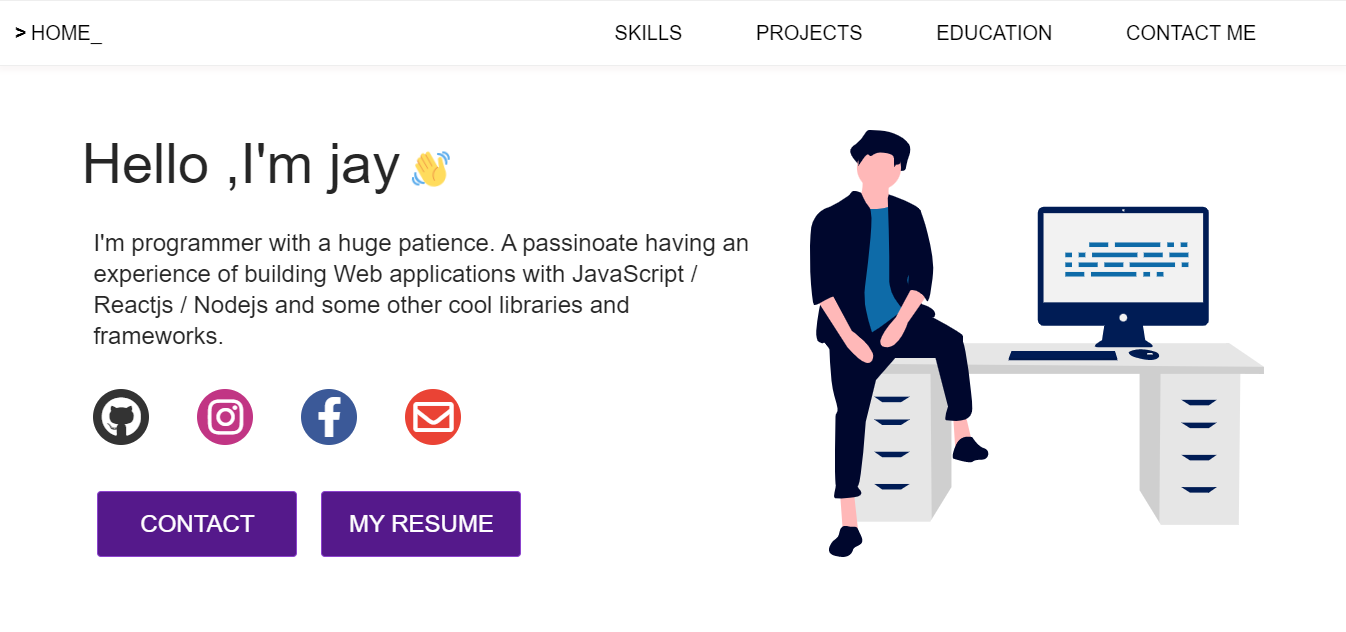 > HOME_
SKILLS
PROJECTS
EDUCATION
CONTACT ME
Hello ,I'm jay👋
I'm programmer with a huge patience. A passinoate having an
experience of building Web applications with JavaScript /
Reactjs / Nodejs and some other cool libraries and
frameworks.
CONTACT
MY RESUME